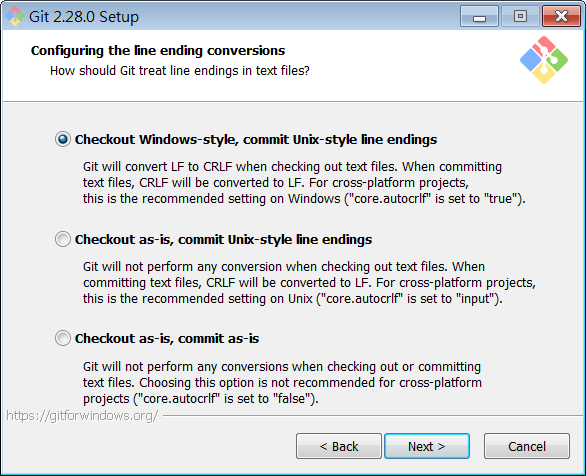 Git 2.28.0 Setup
Configuring the line ending conversions
How should Git treat line endings in text files?
Checkout Windows-style, commit Unix-style line endings
Git will convert LF to CRLF when checking out text files. When committing
text files, CRLF will be converted to LF. For cross-platform projects,
this is the recommended setting on Windows ("core.autocrlf" is set to "true").
Checkout as-is, commit Unix-style line endings
Git will not perform any conversion when checking out text files. When
committing text files, CRLF will be converted to LF. For cross-platform projects,
this is the recommended setting on Unix ("core.autocrlf" is set to "input").
Checkout as-is, commit as-is
Git will not perform any conversions when checking out or committing
text files. Choosing this option is not recommended for cross-platform
projects ("core.autocrlf" is set to "false").
https://gitforwindows.org/
< Back
Next >
Cancel